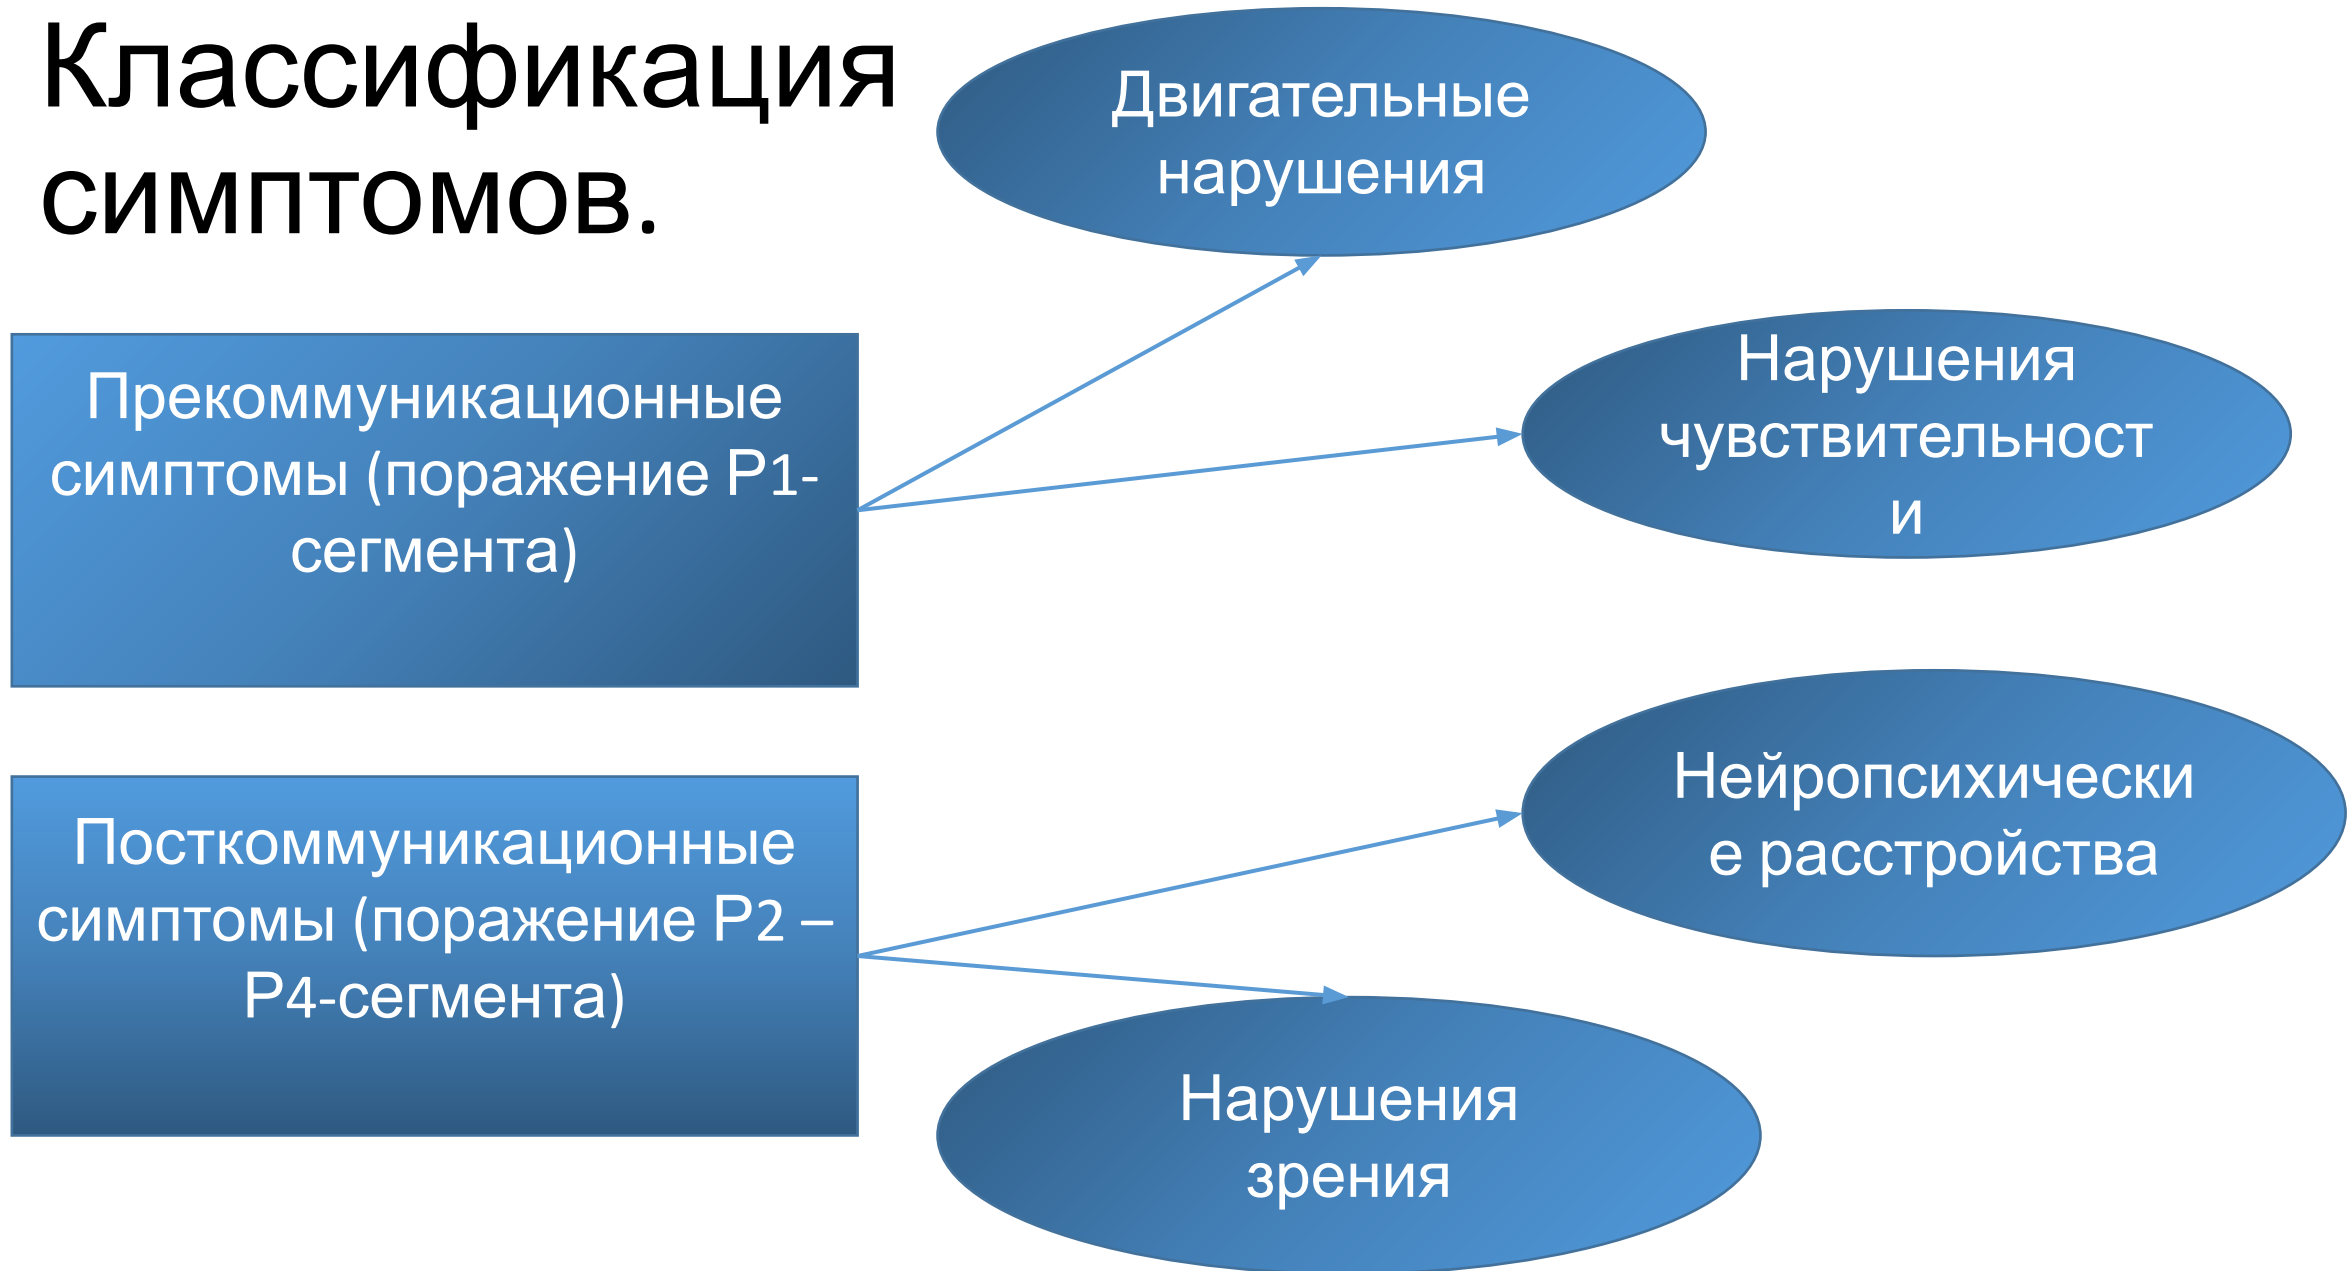 Классификация
симптомов.
Двигательные
нарушения
Прекоммуникационные
симптомы (поражение Р1-
сегмента)
Нарушения
чувствительност
и
Посткоммуникационные
симптомы (поражение Р2 –
Р4-сегмента)
Нейропсихически
е расстройства
Нарушения
зрения